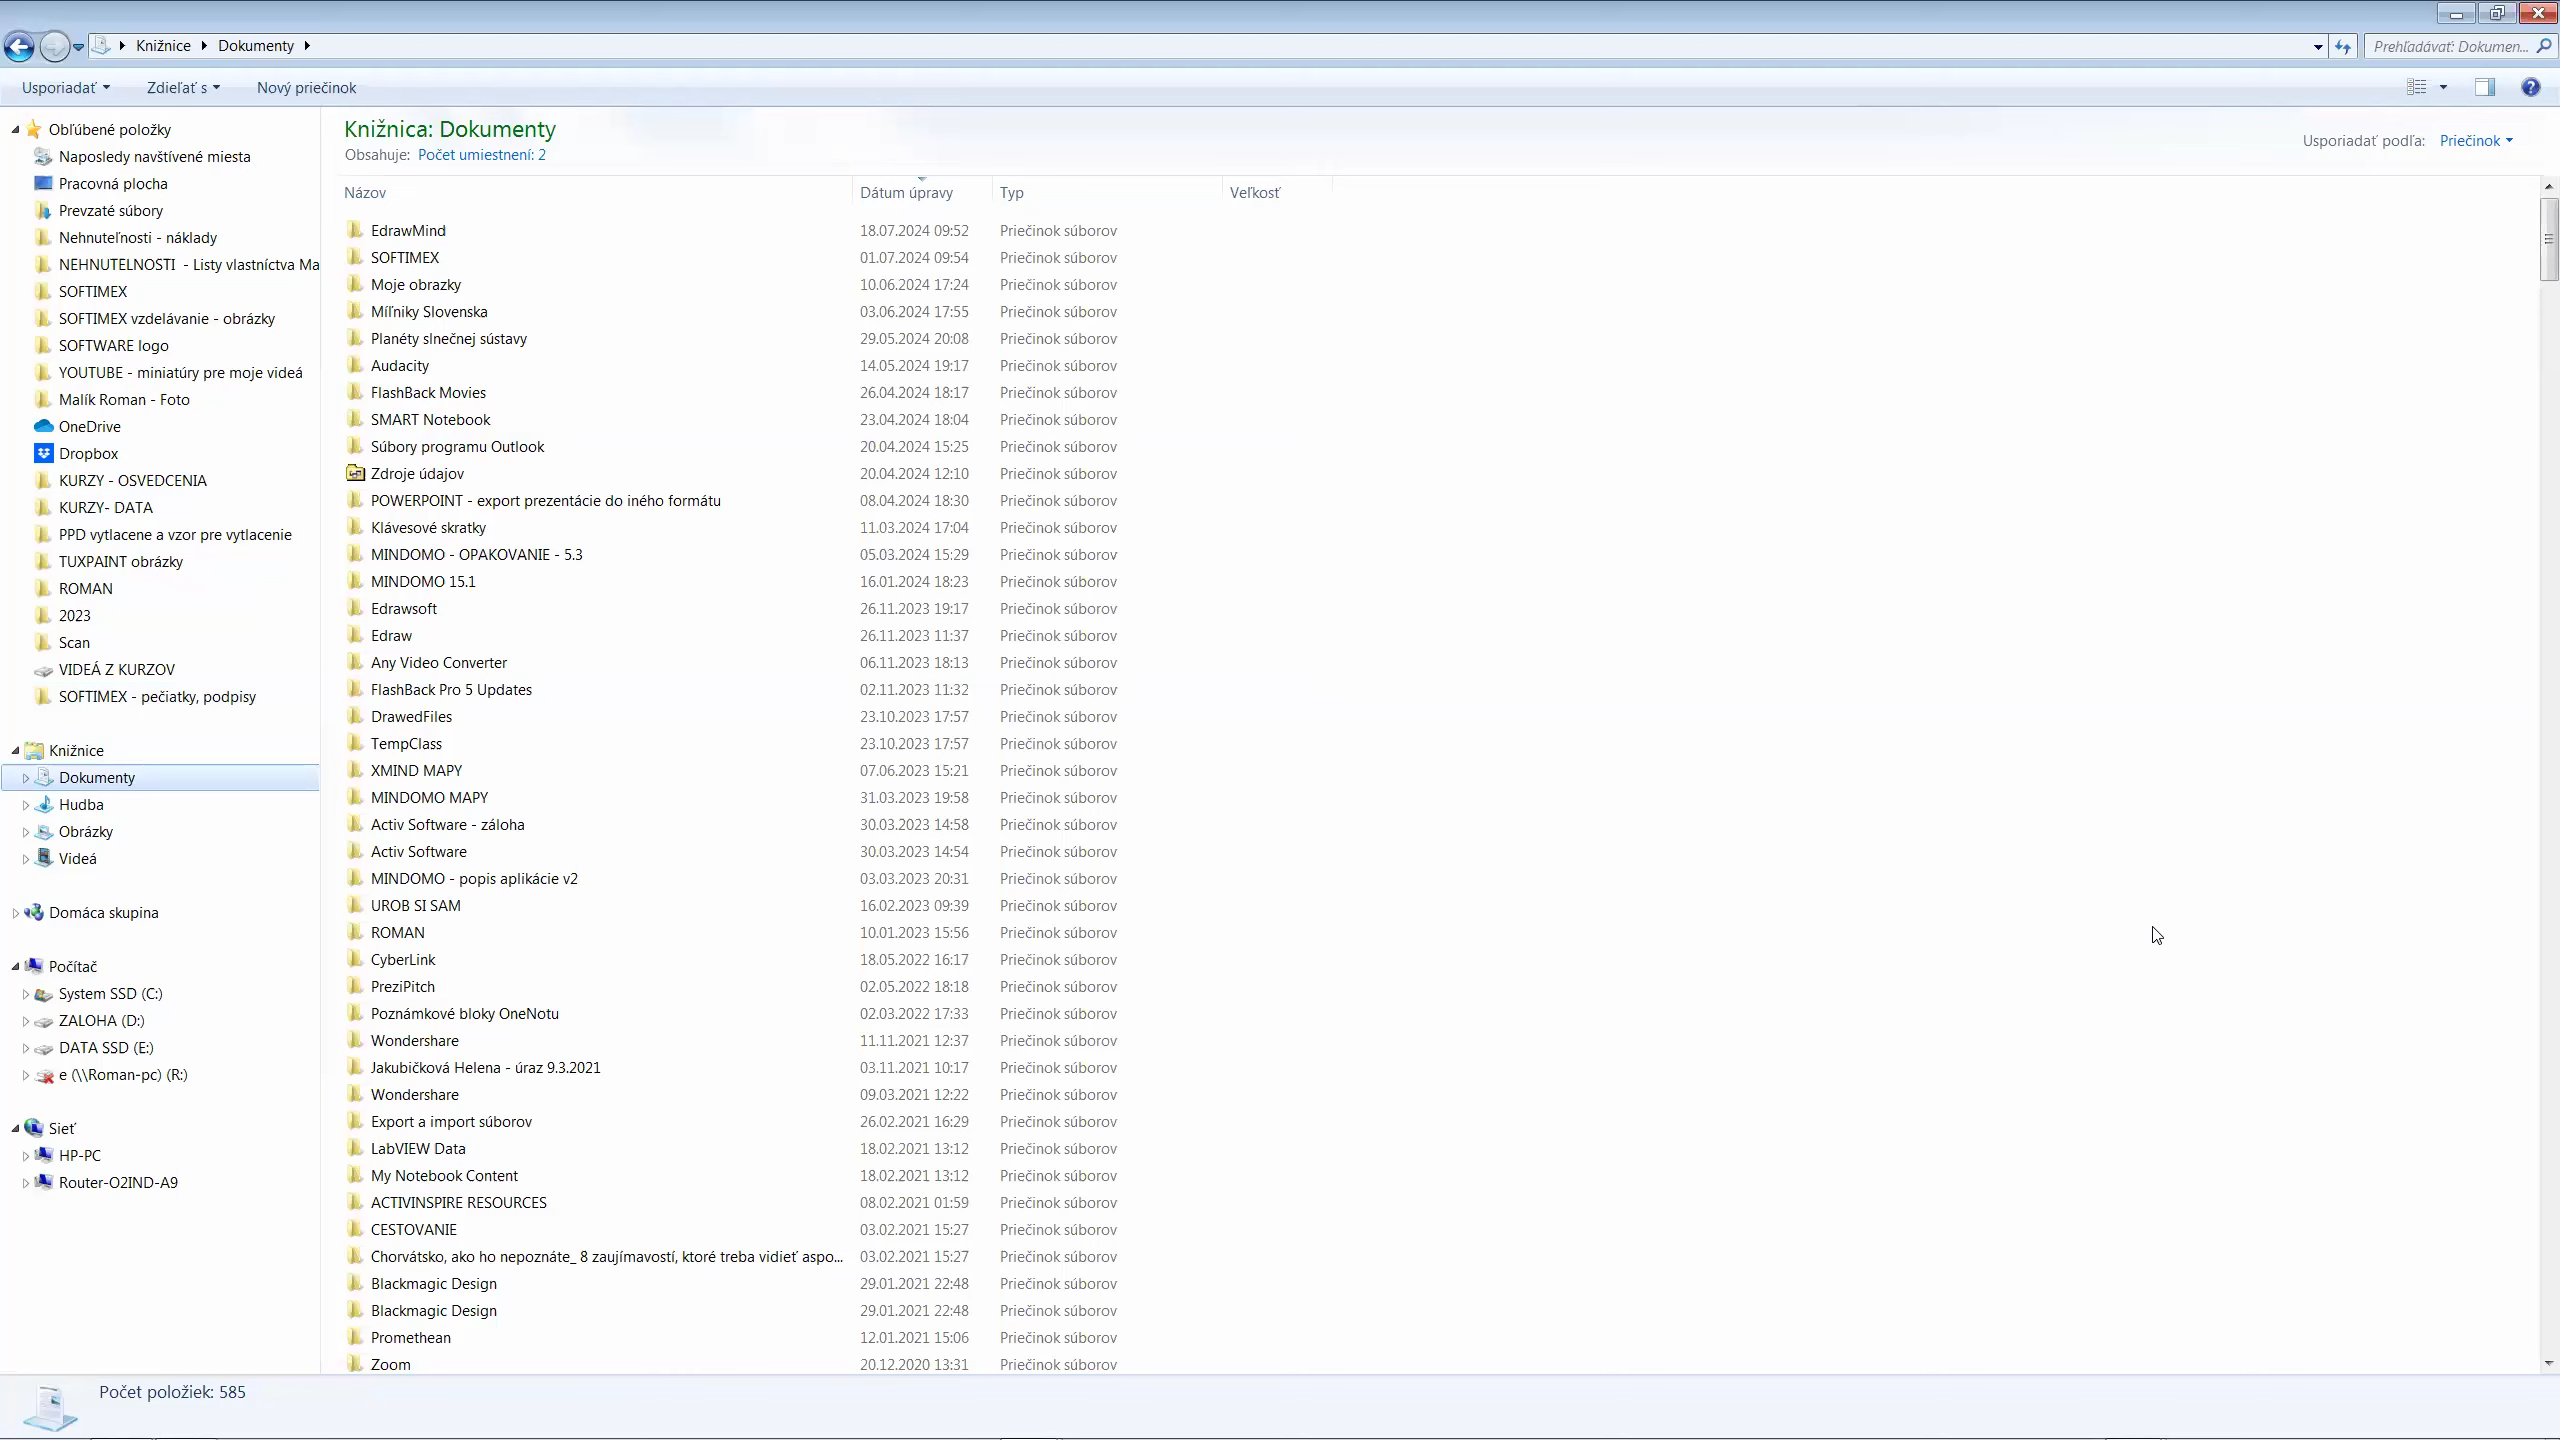 Knižnice Dokumenty
Prehľadávať: Dokumen...
Usporiadať Zdieľať s Nový priečinok
Obľúbené položky
Naposledy navštívené miesta
Pracovná plocha
Prevzaté súbory
Nehnuteľnosti - náklady
NEHNUTELNOSTI - Listy vlastníctva Ma
SOFTIMEX
SOFTIMEX vzdelávanie - obrázky
SOFTWARE logo
YOUTUBE - miniatúry pre moje videá
Malík Roman - Foto
OneDrive
Dropbox
KURZY - OSVEDCENIA
KURZY- DATA
PPD vytlacene a vzor pre vytlacenie
TUXPAINT obrázky
ROMAN
2023
Scan
VIDEÁ Z KURZOV
SOFTIMEX - pečiatky, podpisy
Knižnice
Dokumenty
Hudba
Obrázky
Videá
Domáca skupina
Počítač
System SSD (C:)
ZALOHA (D:)
DATA SSD (E:)
e (\\Roman-pc) (R:)
Sieť
HP-PC
Router-O2IND-A9
Knižnica: Dokumenty
Obsahuje: Počet umiestnení: 2
Usporiadať podľa: Priečinok
Názov Dátum úpravy Typ Veľkosť
EdrawMind 18.07.2024 09:52 Priečinok súborov
SOFTIMEX 01.07.2024 09:54 Priečinok súborov
Moje obrazky 10.06.2024 17:24 Priečinok súborov
Míľniky Slovenska 03.06.2024 17:55 Priečinok súborov
Planéty slnečnej sústavy 29.05.2024 20:08 Priečinok súborov
Audacity 14.05.2024 19:17 Priečinok súborov
FlashBack Movies 26.04.2024 18:17 Priečinok súborov
SMART Notebook 23.04.2024 18:04 Priečinok súborov
Súbory programu Outlook 20.04.2024 15:25 Priečinok súborov
Zdroje údajov 20.04.2024 12:10 Priečinok súborov
POWERPOINT - export prezentácie do iného formátu 08.04.2024 18:30 Priečinok súborov
Klávesové skratky 11.03.2024 17:04 Priečinok súborov
MINDOMO - OPAKOVANIE - 5.3 05.03.2024 15:29 Priečinok súborov
MINDOMO 15.1 16.01.2024 18:23 Priečinok súborov
Edrawsoft 26.11.2023 19:17 Priečinok súborov
Edraw 26.11.2023 11:37 Priečinok súborov
Any Video Converter 06.11.2023 18:13 Priečinok súborov
FlashBack Pro 5 Updates 02.11.2023 11:32 Priečinok súborov
DrawedFiles 23.10.2023 17:57 Priečinok súborov
TempClass 23.10.2023 17:57 Priečinok súborov
XMIND MAPY 07.06.2023 15:21 Priečinok súborov
MINDOMO MAPY 31.03.2023 19:58 Priečinok súborov
Activ Software - záloha 30.03.2023 14:58 Priečinok súborov
Activ Software 30.03.2023 14:54 Priečinok súborov
MINDOMO - popis aplikácie v2 03.03.2023 20:31 Priečinok súborov
UROB SI SAM 16.02.2023 09:39 Priečinok súborov
ROMAN 10.01.2023 15:56 Priečinok súborov
CyberLink 18.05.2022 16:17 Priečinok súborov
PreziPitch 02.05.2022 18:18 Priečinok súborov
Poznámkové bloky OneNotu 02.03.2022 17:33 Priečinok súborov
Wondershare 11.11.2021 12:37 Priečinok súborov
Jakubičková Helena - úraz 9.3.2021 03.11.2021 10:17 Priečinok súborov
Wondershare 09.03.2021 12:22 Priečinok súborov
Export a import súborov 26.02.2021 16:29 Priečinok súborov
LabVIEW Data 18.02.2021 13:12 Priečinok súborov
My Notebook Content 18.02.2021 13:12 Priečinok súborov
ACTIVINSPIRE RESOURCES 08.02.2021 01:59 Priečinok súborov
CESTOVANIE 03.02.2021 15:27 Priečinok súborov
Chorvátsko, ako ho nepoznáte_ 8 zaujímavostí, ktoré treba vidieť aspo... 03.02.2021 15:27 Priečinok súborov
Blackmagic Design 29.01.2021 22:48 Priečinok súborov
Blackmagic Design 29.01.2021 22:48 Priečinok súborov
Promethean 12.01.2021 15:06 Priečinok súborov
Zoom 20.12.2020 13:31 Priečinok súborov
Počet položiek: 585